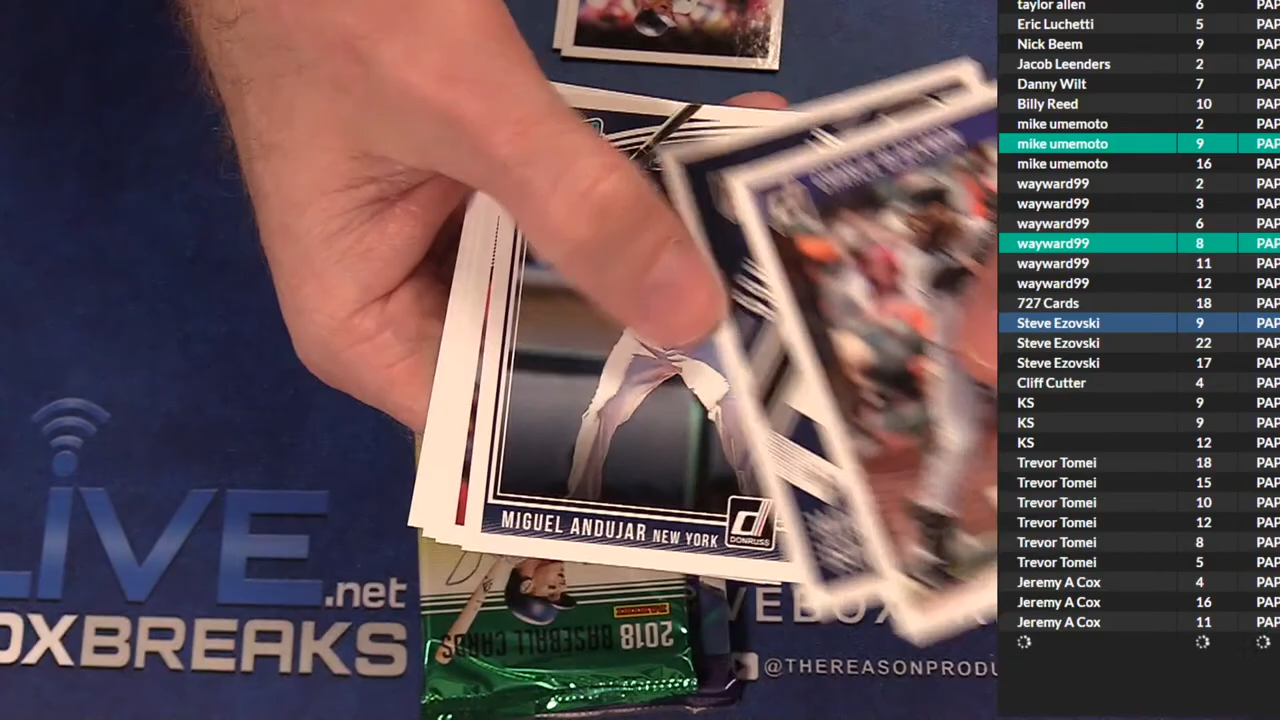 taylor allen 6 PAP
Eric Luchetti 5 PAP
Nick Beem 9 PAP
Jacob Leenders 2 PAP
Danny Wilt 7 PAP
Billy Reed 10 PAP
mike umemoto 2 PAP
mike umemoto 9 PAP
mike umemoto 16 PAP
wayward99 2 PAP
wayward99 3 PAP
wayward99 6 PAP
wayward99 8 PAP
wayward99 11 PAP
wayward99 12 PAP
727 Cards 18 PAP
Steve Ezovski 9 PAP
Steve Ezovski 22 PAP
Steve Ezovski 17 PAP
Cliff Cutter 4 PAP
KS 9 PAP
KS 9 PAP
KS 12 PAP
Trevor Tomei 18 PAP
Trevor Tomei 15 PAP
Trevor Tomei 10 PAP
Trevor Tomei 12 PAP
Trevor Tomei 8 PAP
Trevor Tomei 5 PAP
Jeremy A Cox 4 PAP
Jeremy A Cox 16 PAP
Jeremy A Cox 11 PAP
MIGUEL ANDUJAR NEW YORK
DONRUSS
LIVE.net
OXBREAKS
2018 BASEBALL CARDS
VEBOX
@THEREASONPRODU